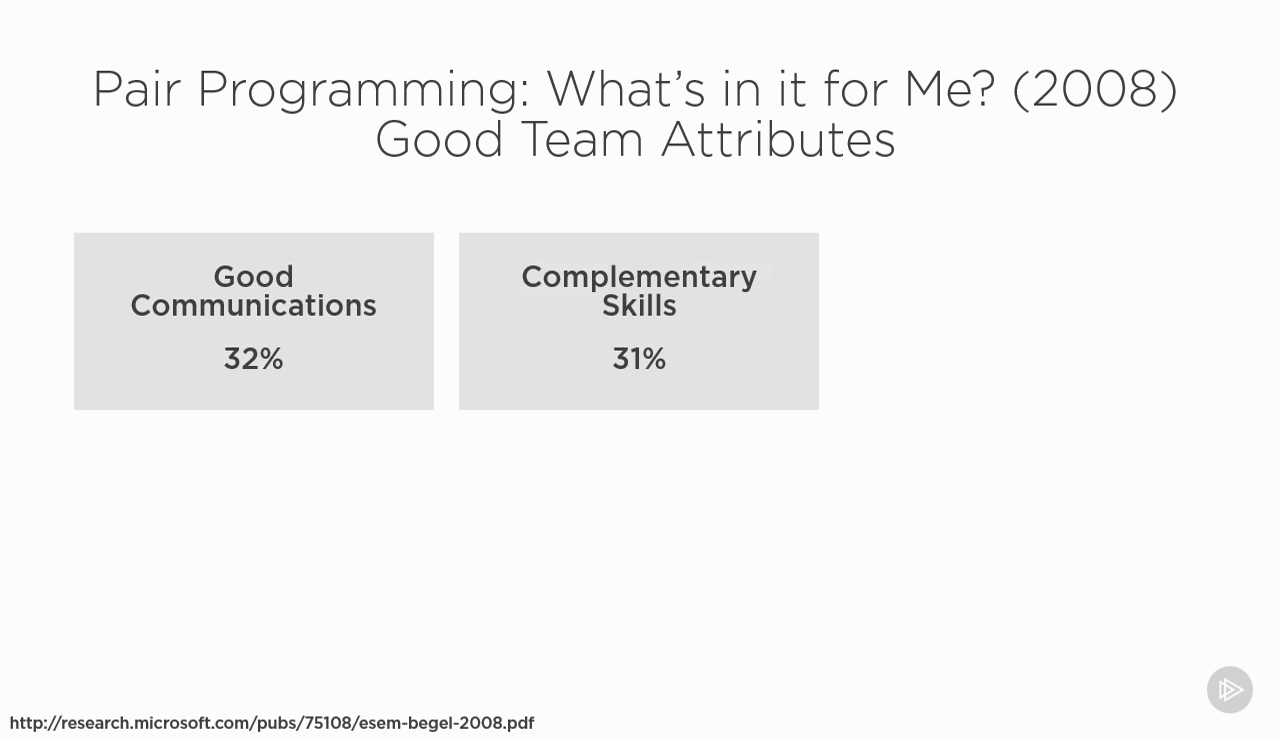 Pair Programming: What’s in it for Me? (2008)
Good Team Attributes
Good
Communications
32%
Complementary
Skills
31%
http://research.microsoft.com/pubs/75108/esem-begel-2008.pdf